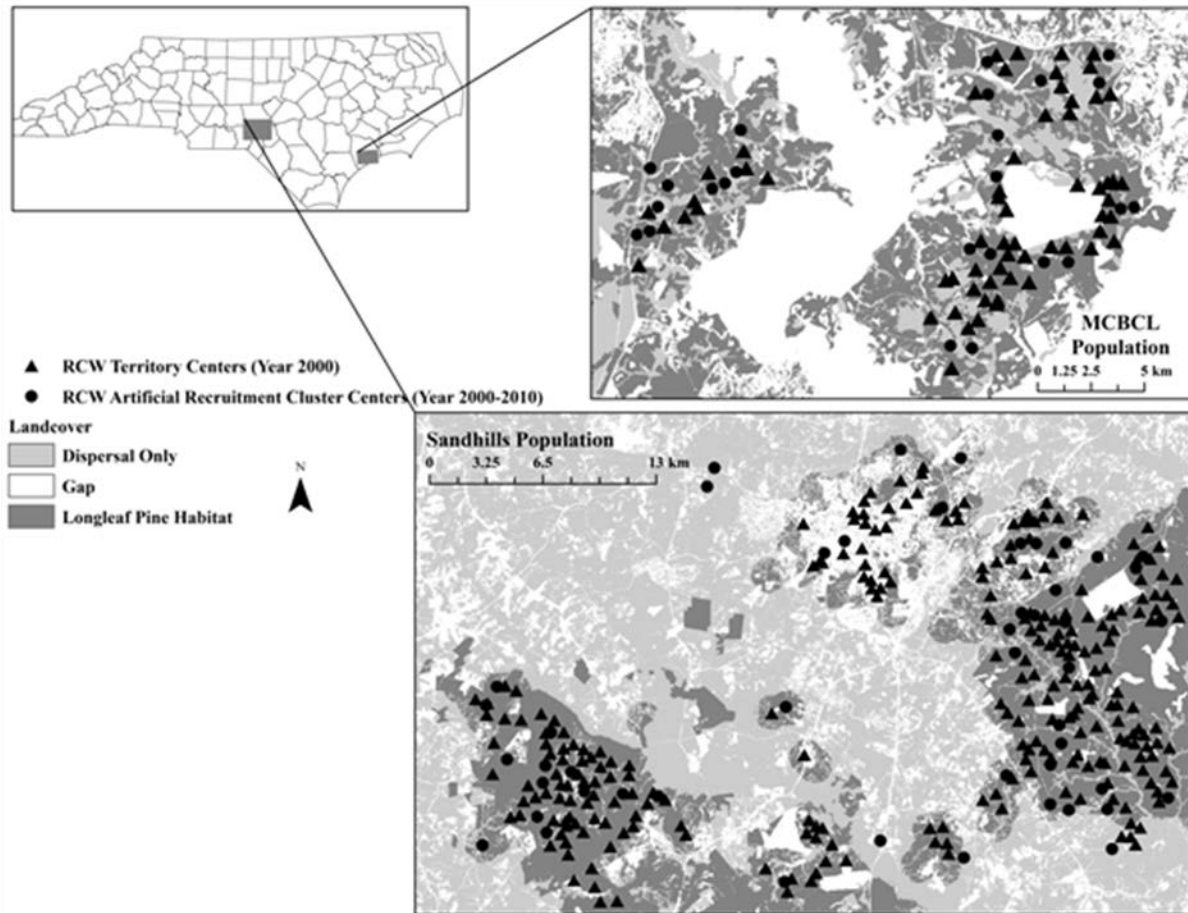 MCBCL
Population
0 1.25 2.5 5 km
RCW Territory Centers (Year 2000)
RCW Artificial Recruitment Cluster Centers (Year 2000-2010)
Landcover
Dispersal Only
Gap
Longleaf Pine Habitat
N
Sandhills Population
0 3.25 6.5 13 km